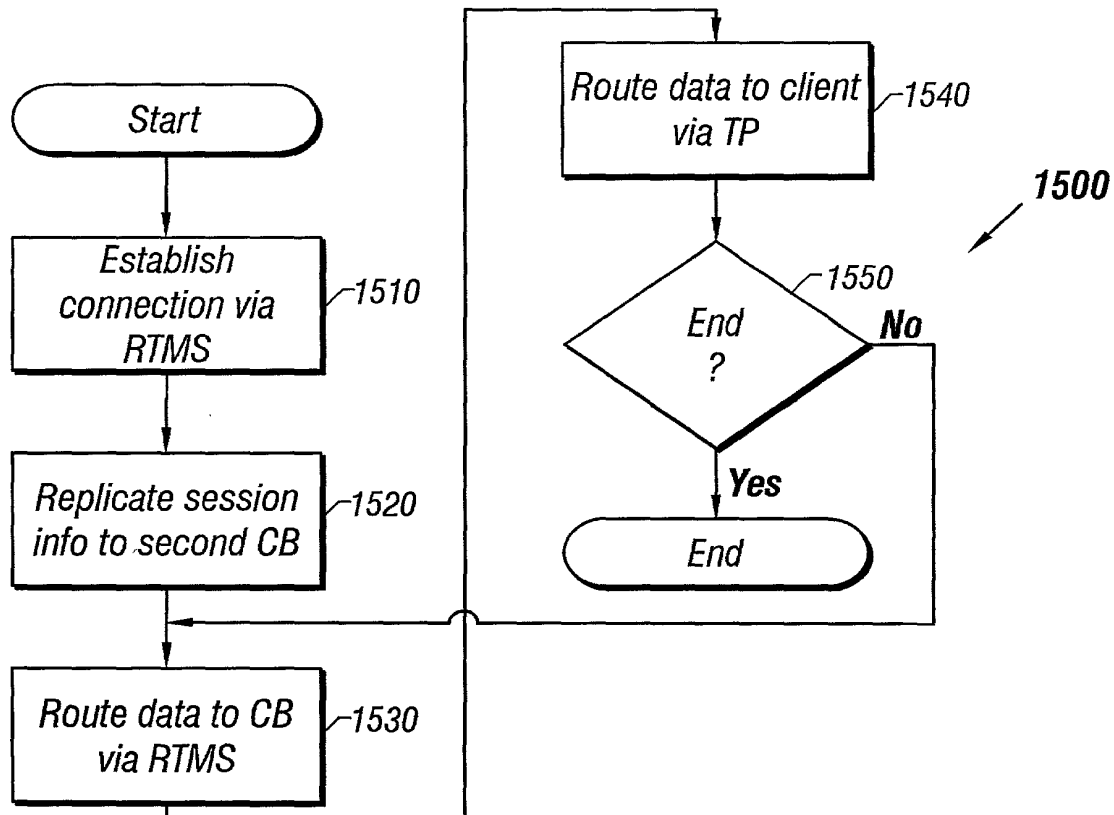 Start
Establish
connection via
RTMS
1510
Replicate session
info to second CB
1520
Route data to CB
via RTMS
1530
Route data to client
via TP
1540
1500
End
?
1550
No
Yes
End